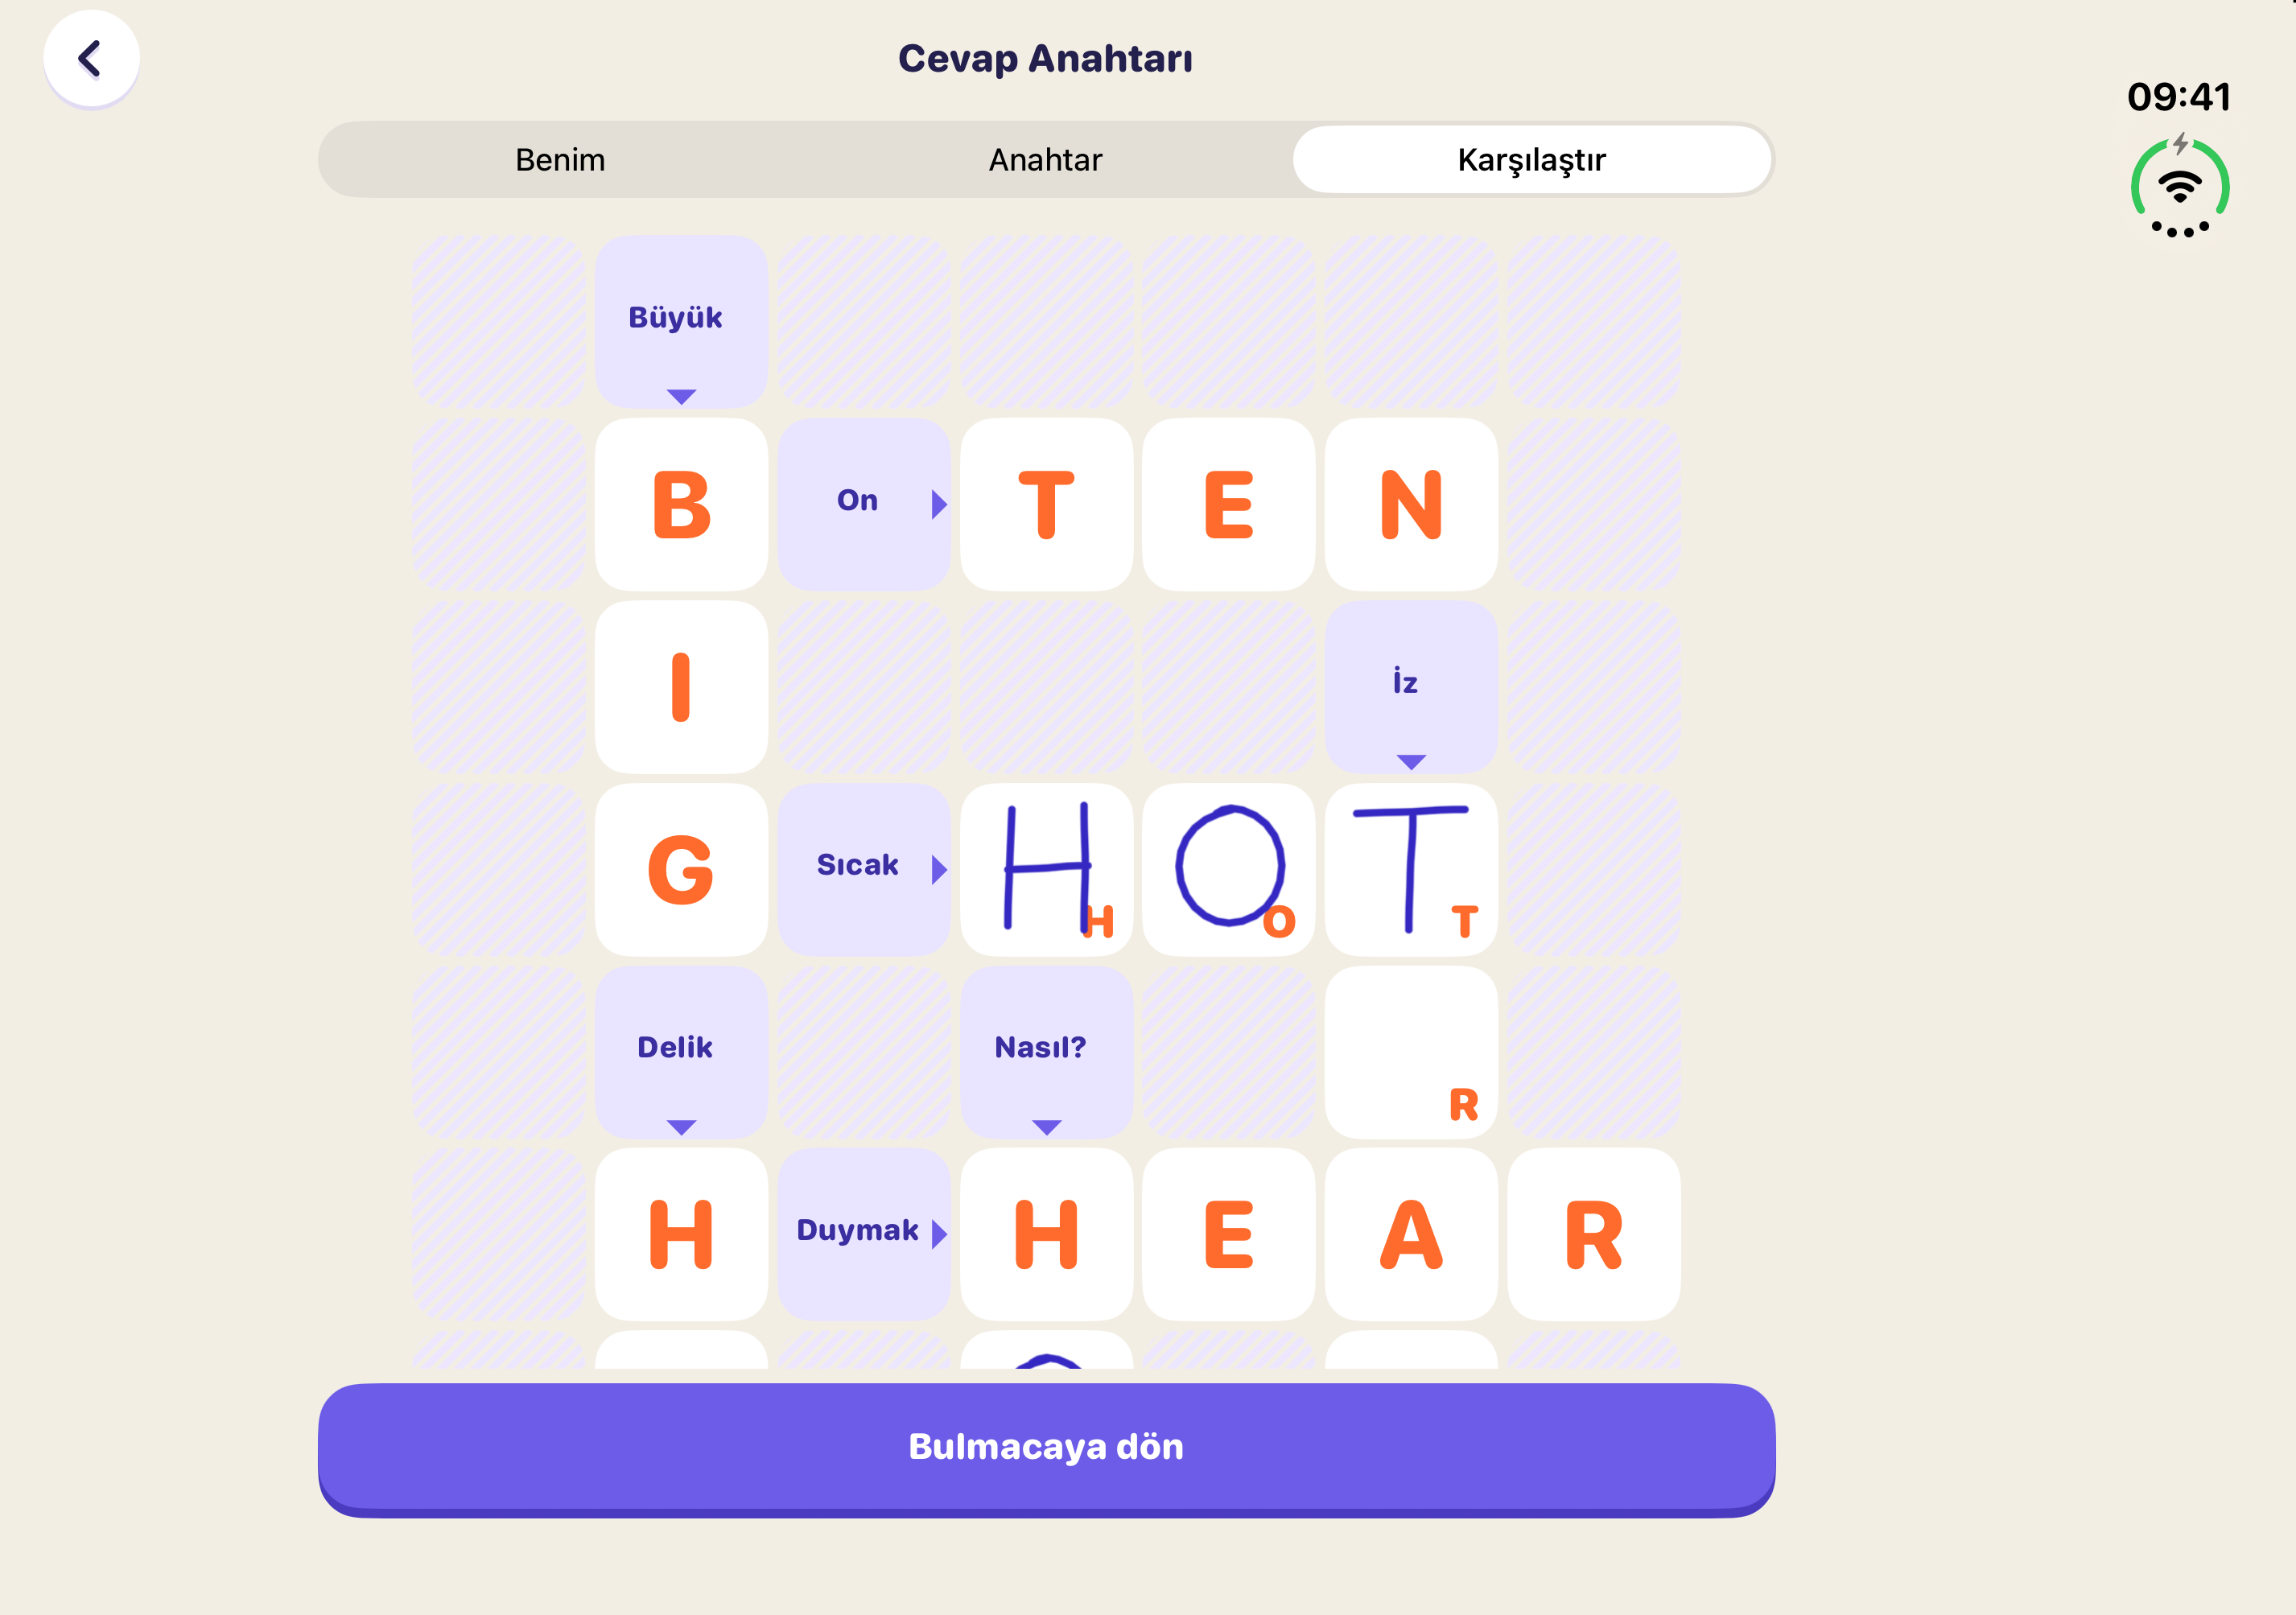 Cevap Anahtarı
09:41
Benim Anahtar Karşılaştır
Büyük
B On T E N
I İz
G Sıcak H H O O T T
Delik Nasıl? R
H Duymak H E A R
Bulmacaya dön